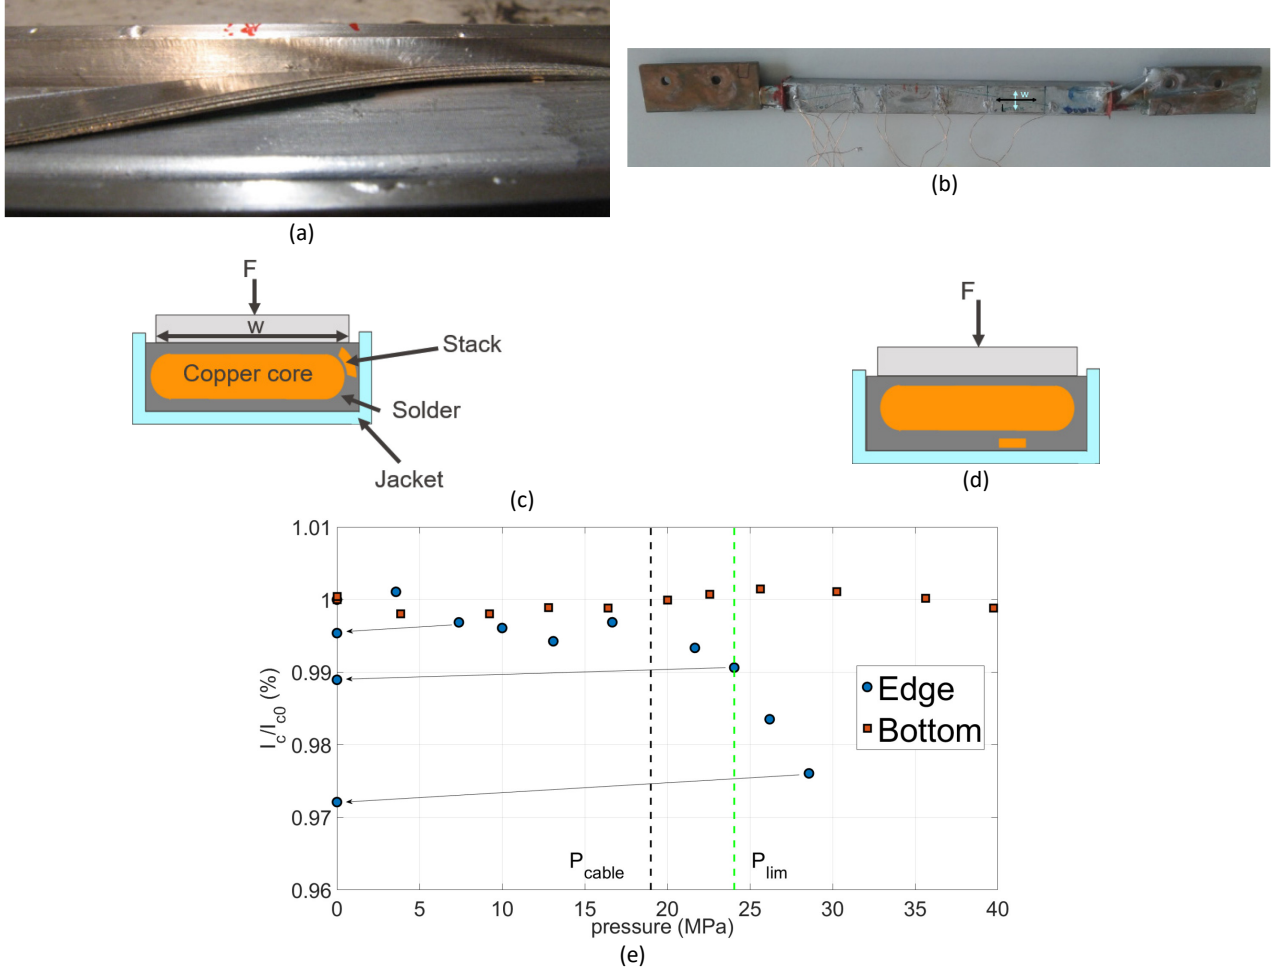 (a)
w
L
(b)
F
w
Stack
Copper core
Solder
Jacket
(c)
F
(d)
1.01
1
0.99
0.98
0.97
0.96
I_c/I_c0 (%)
Edge
Bottom
P_cable
P_lim
0 5 10 15 20 25 30 35 40
pressure (MPa)
(e)